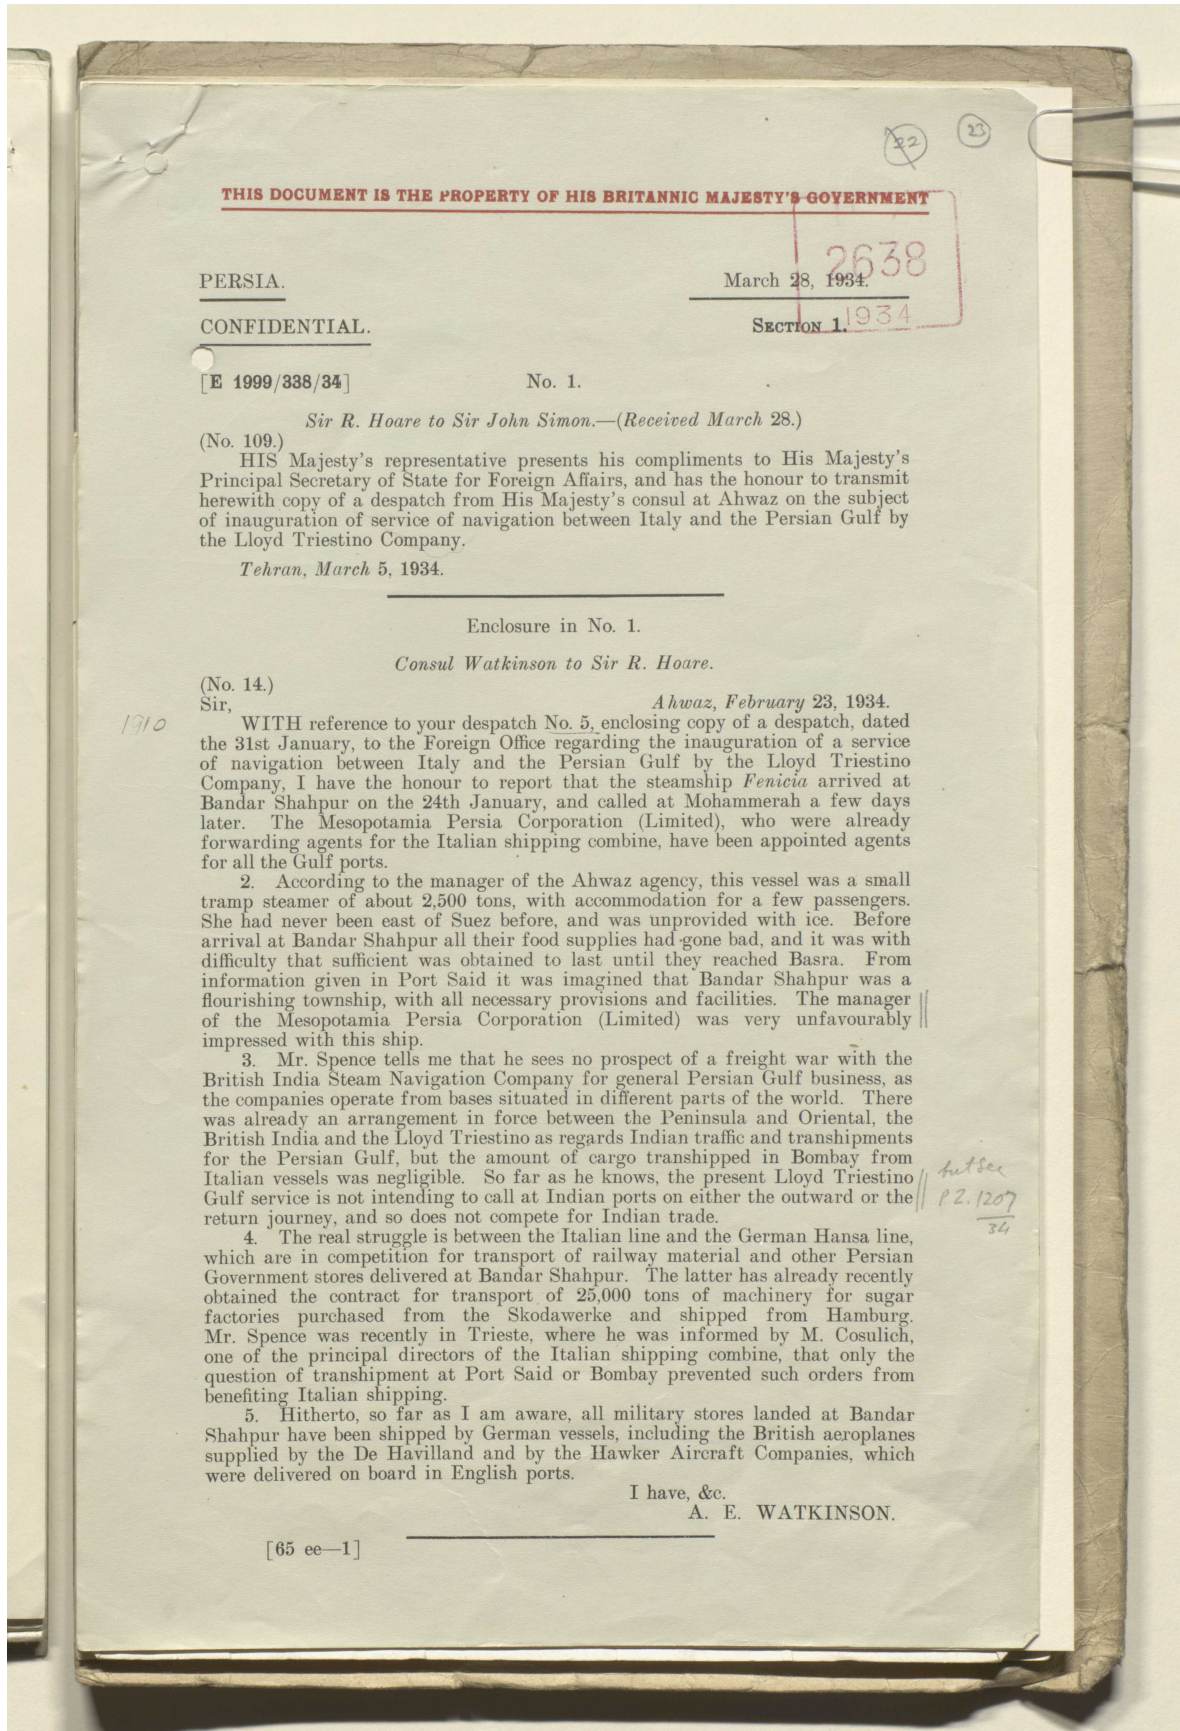 22 23
THIS DOCUMENT IS THE PROPERTY OF HIS BRITANNIC MAJESTY'S GOVERNMENT
2638
1934
PERSIA.
March 28, 1934.
CONFIDENTIAL.
SECTION 1.
[E 1999/338/34]
No. 1.
Sir R. Hoare to Sir John Simon.—(Received March 28.)
(No. 109.)
HIS Majesty's representative presents his compliments to His Majesty's
Principal Secretary of State for Foreign Affairs, and has the honour to transmit
herewith copy of a despatch from His Majesty's consul at Ahwaz on the subject
of inauguration of service of navigation between Italy and the Persian Gulf by
the Lloyd Triestino Company.
Tehran, March 5, 1934.
Enclosure in No. 1.
Consul Watkinson to Sir R. Hoare.
(No. 14.)
Sir,
Ahwaz, February 23, 1934.
1910
WITH reference to your despatch No. 5, enclosing copy of a despatch, dated
the 31st January, to the Foreign Office regarding the inauguration of a service
of navigation between Italy and the Persian Gulf by the Lloyd Triestino
Company, I have the honour to report that the steamship Fenicia arrived at
Bandar Shahpur on the 24th January, and called at Mohammerah a few days
later. The Mesopotamia Persia Corporation (Limited), who were already
forwarding agents for the Italian shipping combine, have been appointed agents
for all the Gulf ports.
2. According to the manager of the Ahwaz agency, this vessel was a small
tramp steamer of about 2,500 tons, with accommodation for a few passengers.
She had never been east of Suez before, and was unprovided with ice. Before
arrival at Bandar Shahpur all their food supplies had gone bad, and it was with
difficulty that sufficient was obtained to last until they reached Basra. From
information given in Port Said it was imagined that Bandar Shahpur was a
flourishing township, with all necessary provisions and facilities. The manager
of the Mesopotamia Persia Corporation (Limited) was very unfavourably
impressed with this ship.
3. Mr. Spence tells me that he sees no prospect of a freight war with the
British India Steam Navigation Company for general Persian Gulf business, as
the companies operate from bases situated in different parts of the world. There
was already an arrangement in force between the Peninsula and Oriental, the
British India and the Lloyd Triestino as regards Indian traffic and transhipments
for the Persian Gulf, but the amount of cargo transhipped in Bombay from
Italian vessels was negligible. So far as he knows, the present Lloyd Triestino
Gulf service is not intending to call at Indian ports on either the outward or the
return journey, and so does not compete for Indian trade.
but see
P.Z. 1207
34
4. The real struggle is between the Italian line and the German Hansa line,
which are in competition for transport of railway material and other Persian
Government stores delivered at Bandar Shahpur. The latter has already recently
obtained the contract for transport of 25,000 tons of machinery for sugar
factories purchased from the Skodawerke and shipped from Hamburg.
Mr. Spence was recently in Trieste, where he was informed by M. Cosulich,
one of the principal directors of the Italian shipping combine, that only the
question of transhipment at Port Said or Bombay prevented such orders from
benefiting Italian shipping.
5. Hitherto, so far as I am aware, all military stores landed at Bandar
Shahpur have been shipped by German vessels, including the British aeroplanes
supplied by the De Havilland and by the Hawker Aircraft Companies, which
were delivered on board in English ports.
I have, &c.
A. E. WATKINSON.
[65 ee—1]